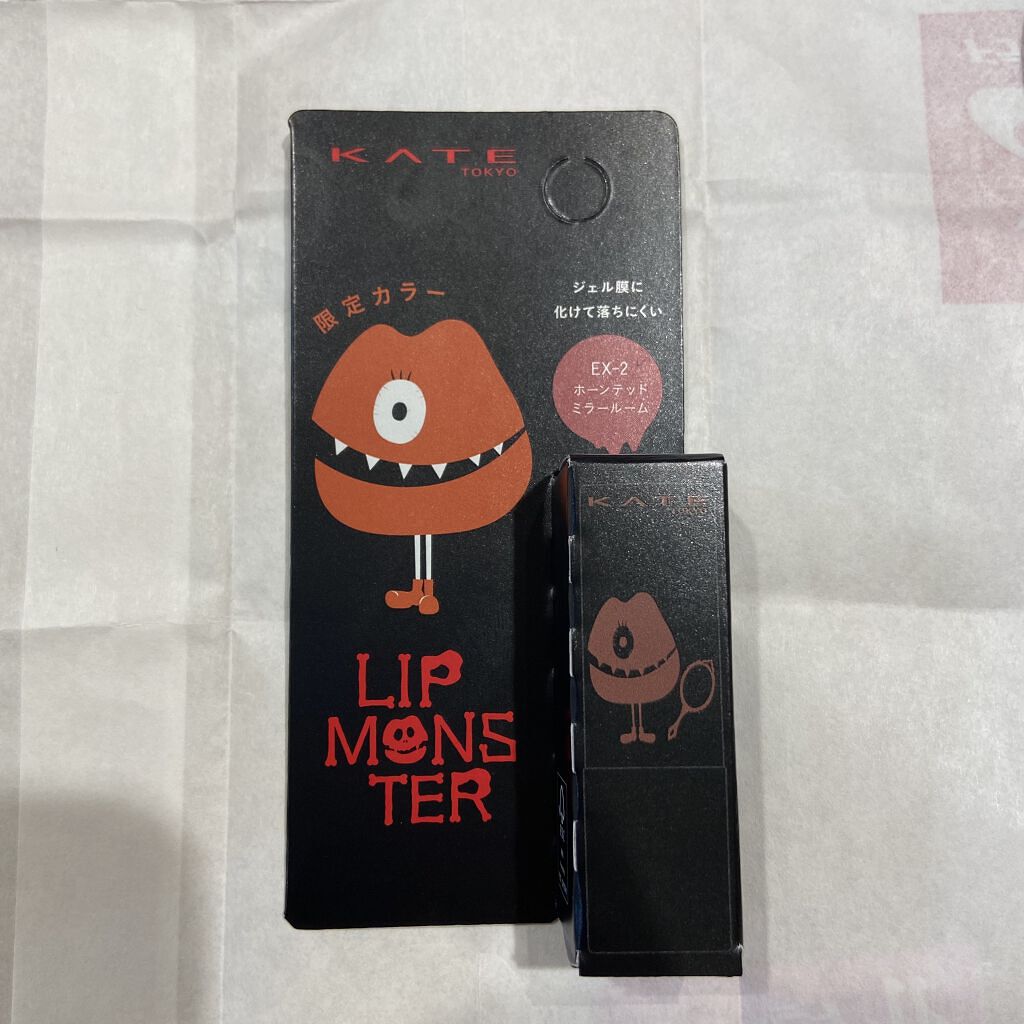 KATE
TOKYO
限定カラー
ジェル膜に
化けて落ちにくい
EX-2
ホーンテッド
ミラールーム
LIP
MONS
TER
KATE
TOKYO